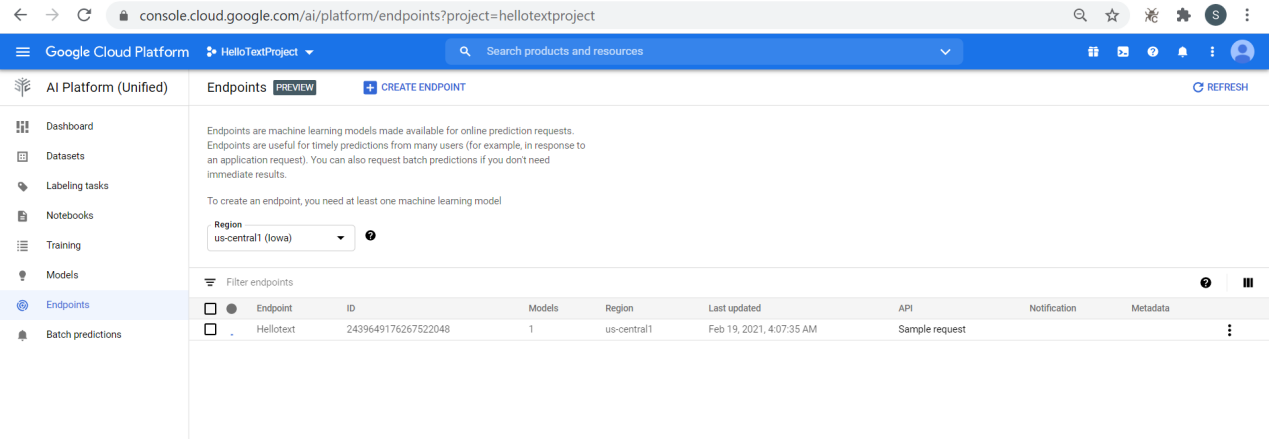 console.cloud.google.com/ai/platform/endpoints?project=hellotextproject
S
Google Cloud Platform HelloTextProject Search products and resources
AI Platform (Unified) Endpoints PREVIEW CREATE ENDPOINT REFRESH
Dashboard
Datasets
Labeling tasks
Notebooks
Training
Models
Endpoints
Batch predictions
Endpoints are machine learning models made available for online prediction requests.
Endpoints are useful for timely predictions from many users (for example, in response to
an application request). You can also request batch predictions if you don't need
immediate results.
To create an endpoint, you need at least one machine learning model
Region
us-central1 (Iowa)
Filter endpoints
Endpoint ID Models Region Last updated API Notification Metadata
Hellotext 2439649176267522048 1 us-central1 Feb 19, 2021, 4:07:35 AM Sample request